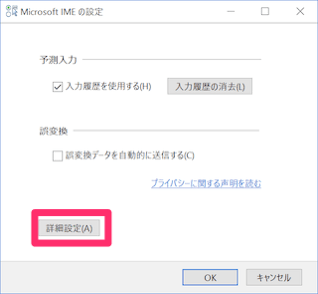 Microsoft IME の設定
予測入力
入力履歴を使用する(H)
入力履歴の消去(L)
誤変換
誤変換データを自動的に送信する(C)
プライバシーに関する声明を読む
詳細設定(A)
OK
キャンセル